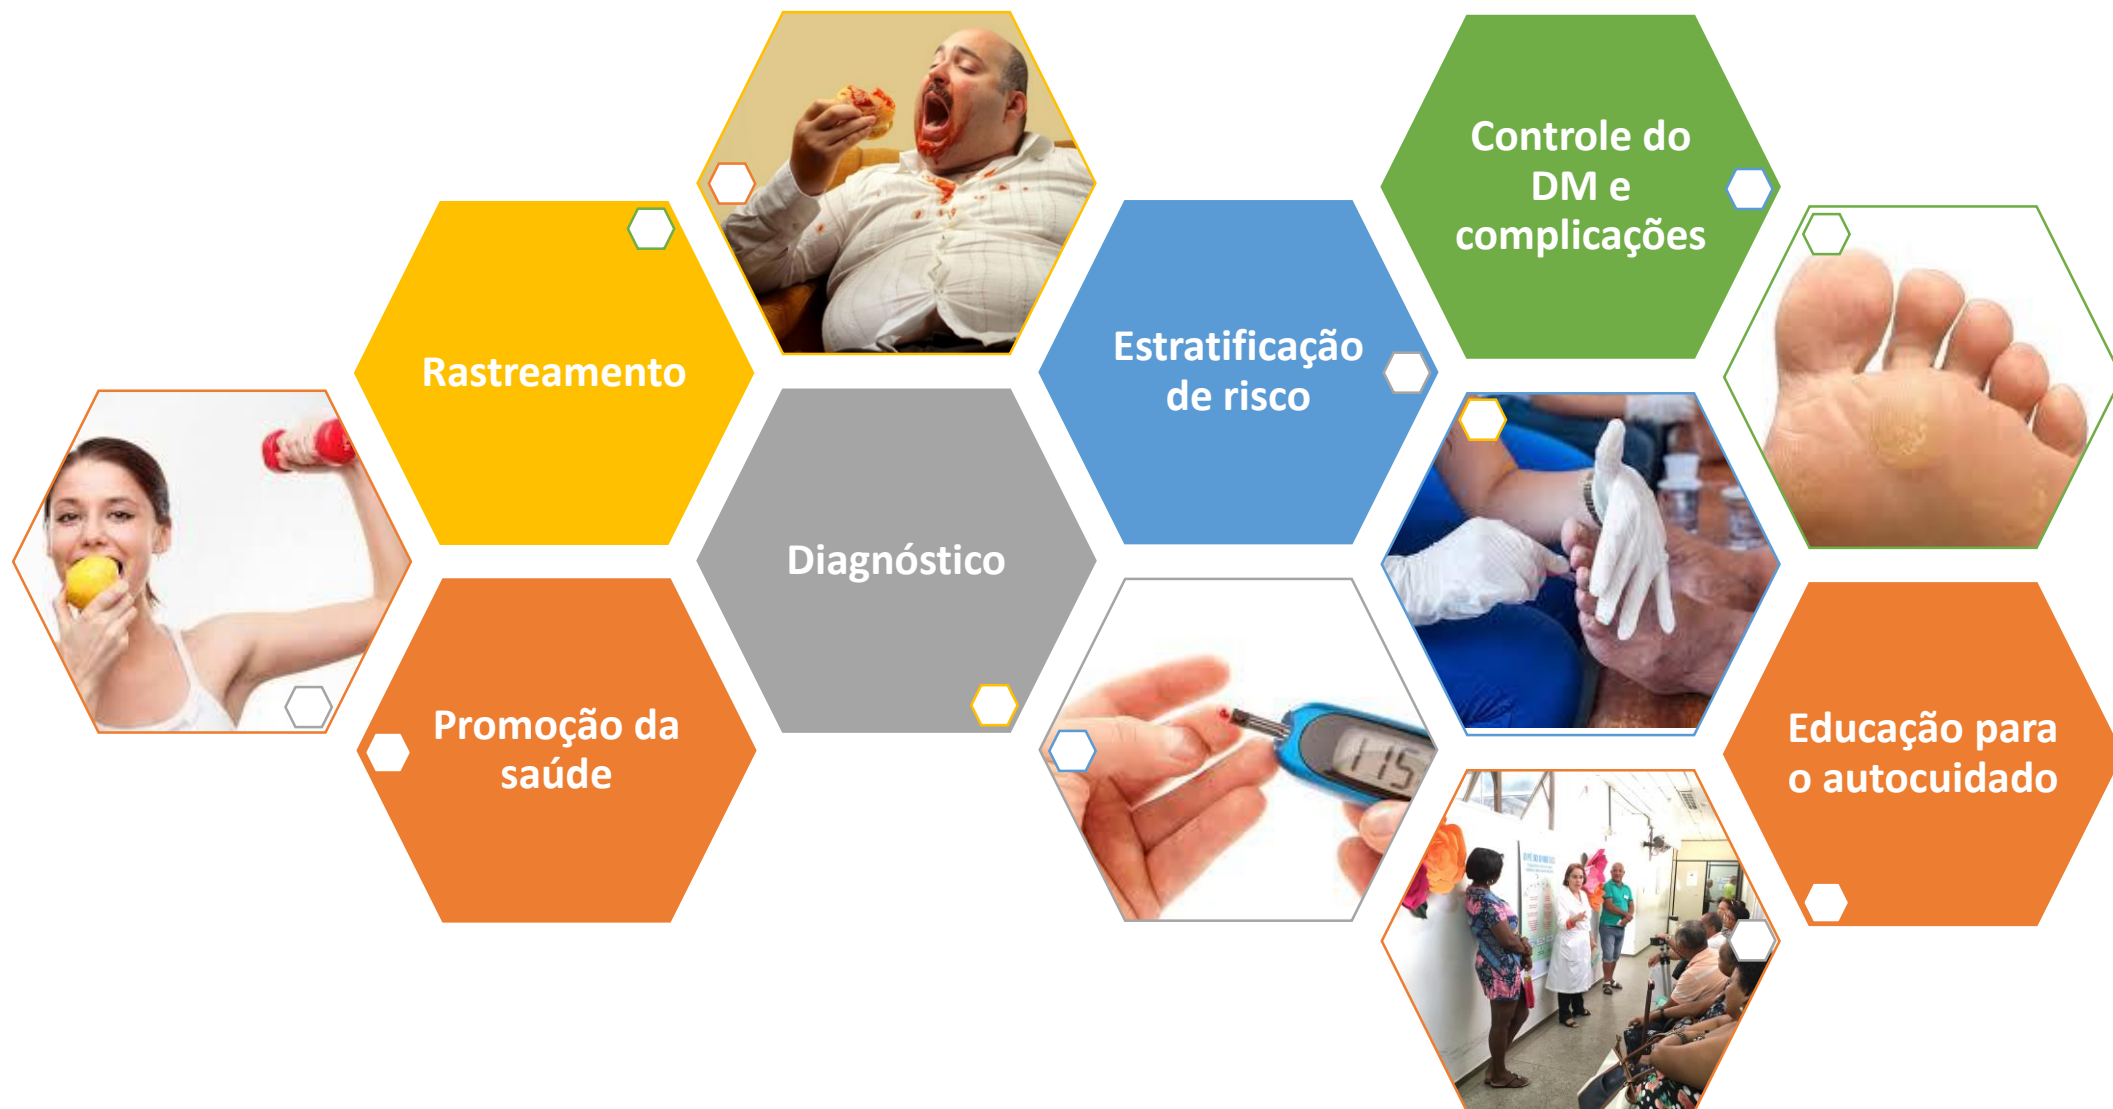 Controle do
DM e
complicações
Rastreamento
Estratificação
de risco
Diagnóstico
Promoção da
saúde
Educação para
o autocuidado
115